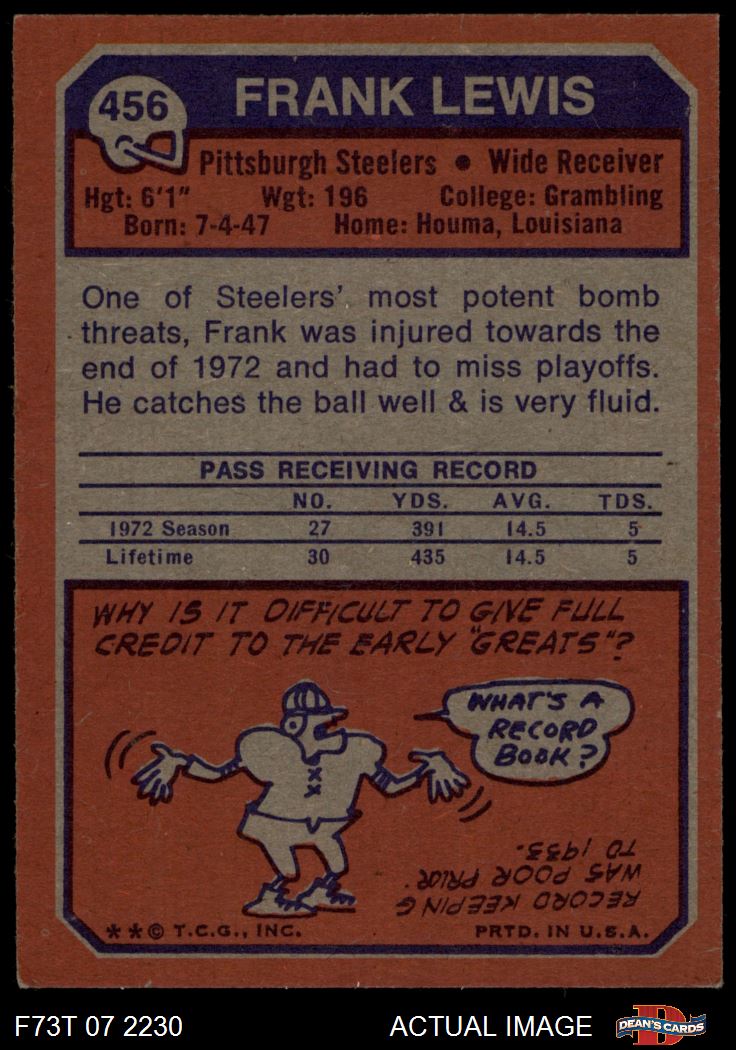 456
FRANK LEWIS
Pittsburgh Steelers • Wide Receiver
Hgt: 6'1" Wgt: 196 College: Grambling
Born: 7-4-47 Home: Houma, Louisiana
One of Steelers' most potent bomb
threats, Frank was injured towards the
end of 1972 and had to miss playoffs.
He catches the ball well & is very fluid.
PASS RECEIVING RECORD
NO. YDS. AVG. TDS.
1972 Season 27 391 14.5 5
Lifetime 30 435 14.5 5
WHY IS IT DIFFICULT TO GIVE FULL
CREDIT TO THE EARLY "GREATS"?
WHAT'S A
RECORD
BOOK?
RECORD KEEPING
WAS POOR PRIOR
TO 1933.
**© T.C.G., INC. PRTD. IN U.S.A.
F73T 07 2230 ACTUAL IMAGE D DEAN'S CARDS